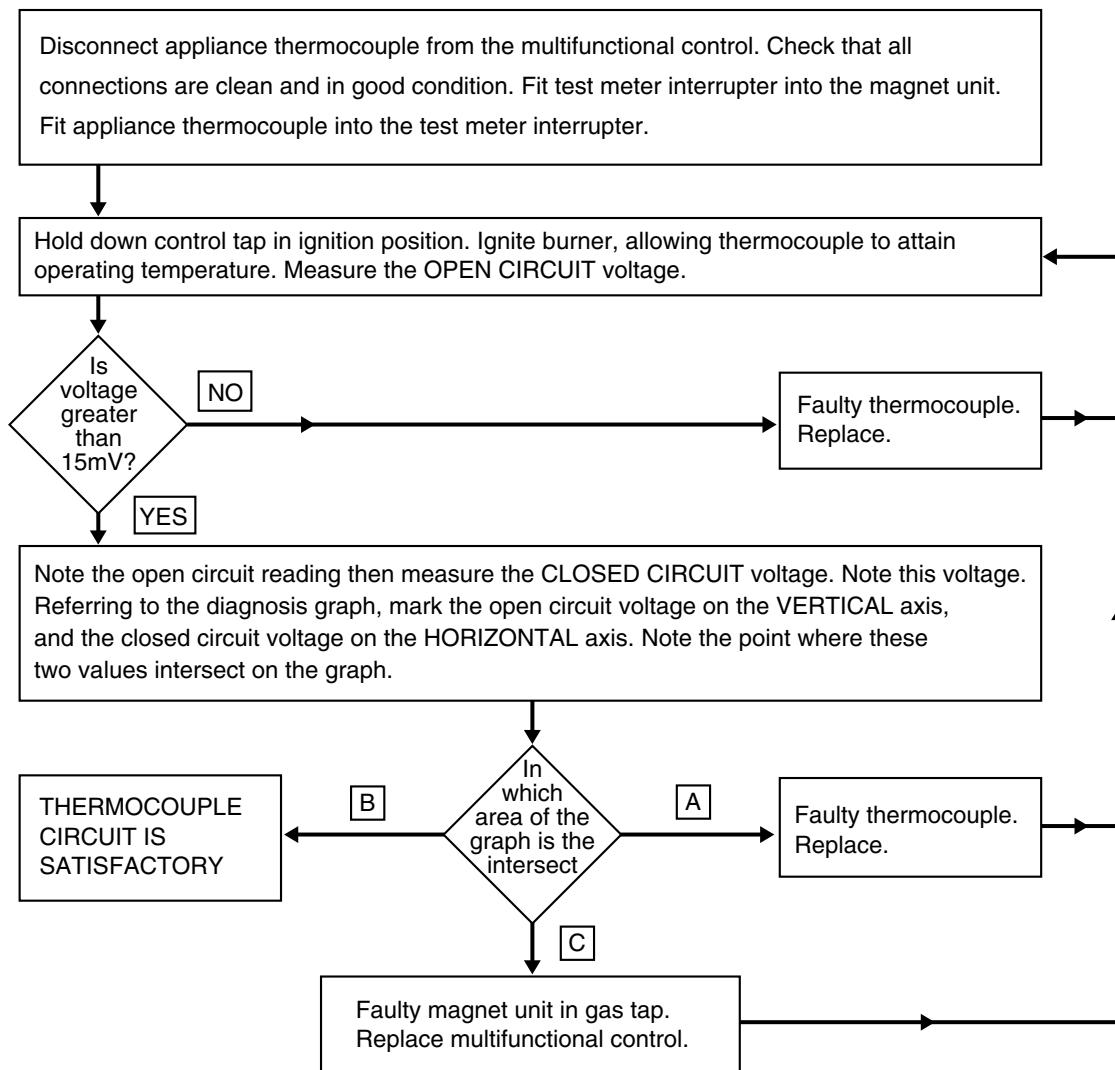 Disconnect appliance thermocouple from the multifunctional control. Check that all
connections are clean and in good condition. Fit test meter interrupter into the magnet unit.
Fit appliance thermocouple into the test meter interrupter.
Hold down control tap in ignition position. Ignite burner, allowing thermocouple to attain
operating temperature. Measure the OPEN CIRCUIT voltage.
Is
voltage
greater
than
15mV?
NO
Faulty thermocouple.
Replace.
YES
Note the open circuit reading then measure the CLOSED CIRCUIT voltage. Note this voltage.
Referring to the diagnosis graph, mark the open circuit voltage on the VERTICAL axis,
and the closed circuit voltage on the HORIZONTAL axis. Note the point where these
two values intersect on the graph.
In
which
area of the
graph is the
intersect
B
THERMOCOUPLE
CIRCUIT IS
SATISFACTORY
A
Faulty thermocouple.
Replace.
C
Faulty magnet unit in gas tap.
Replace multifunctional control.